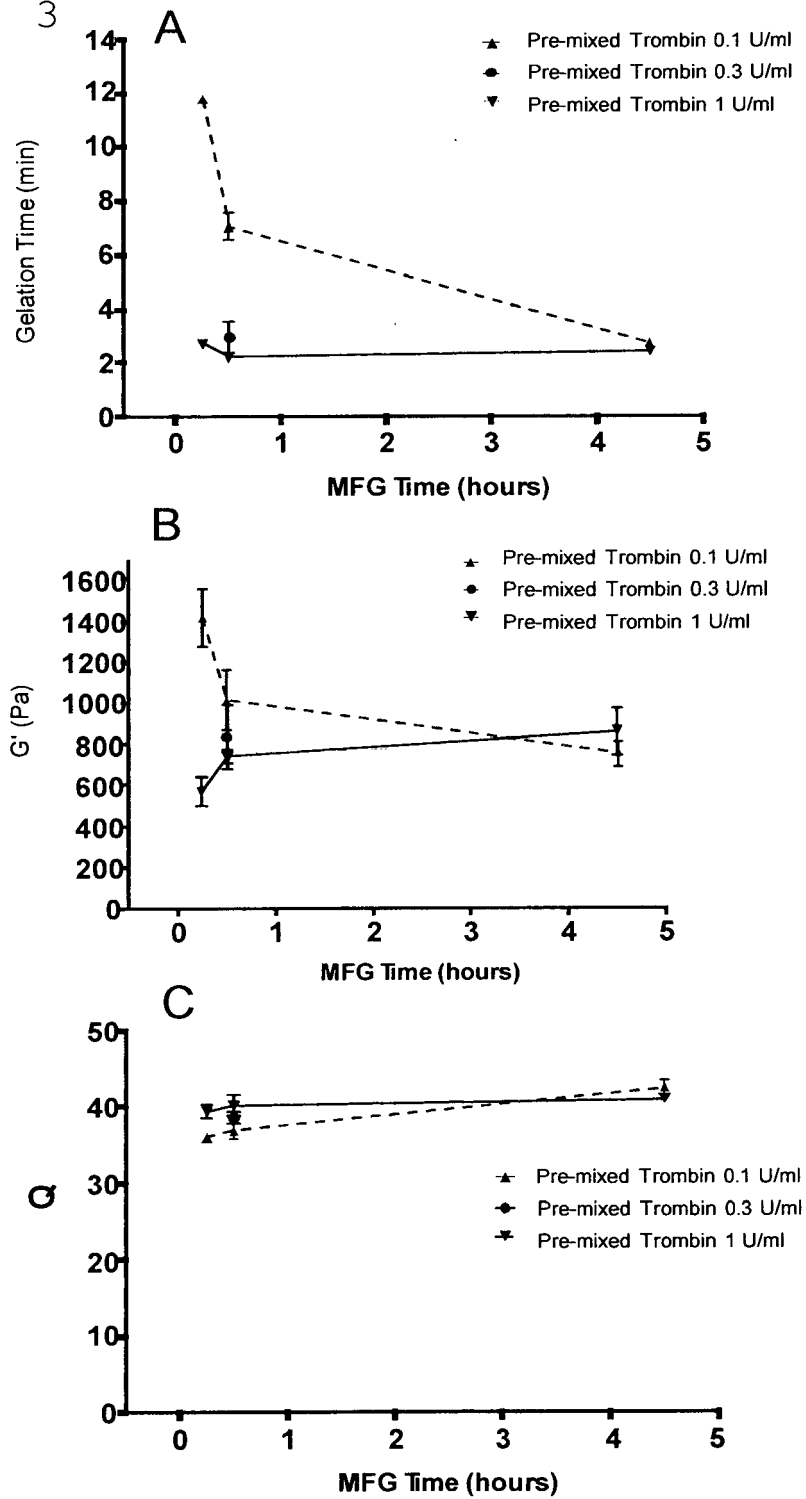 3
A
Pre-mixed Trombin 0.1 U/ml
Pre-mixed Trombin 0.3 U/ml
Pre-mixed Trombin 1 U/ml
Gelation Time (min)
14
12
10
8
6
4
2
0
0 1 2 3 4 5
MFG Time (hours)
B
Pre-mixed Trombin 0.1 U/ml
Pre-mixed Trombin 0.3 U/ml
Pre-mixed Trombin 1 U/ml
G' (Pa)
1600
1400
1200
1000
800
600
400
200
0
0 1 2 3 4 5
MFG Time (hours)
C
Pre-mixed Trombin 0.1 U/ml
Pre-mixed Trombin 0.3 U/ml
Pre-mixed Trombin 1 U/ml
Q
50
40
30
20
10
0
0 1 2 3 4 5
MFG Time (hours)